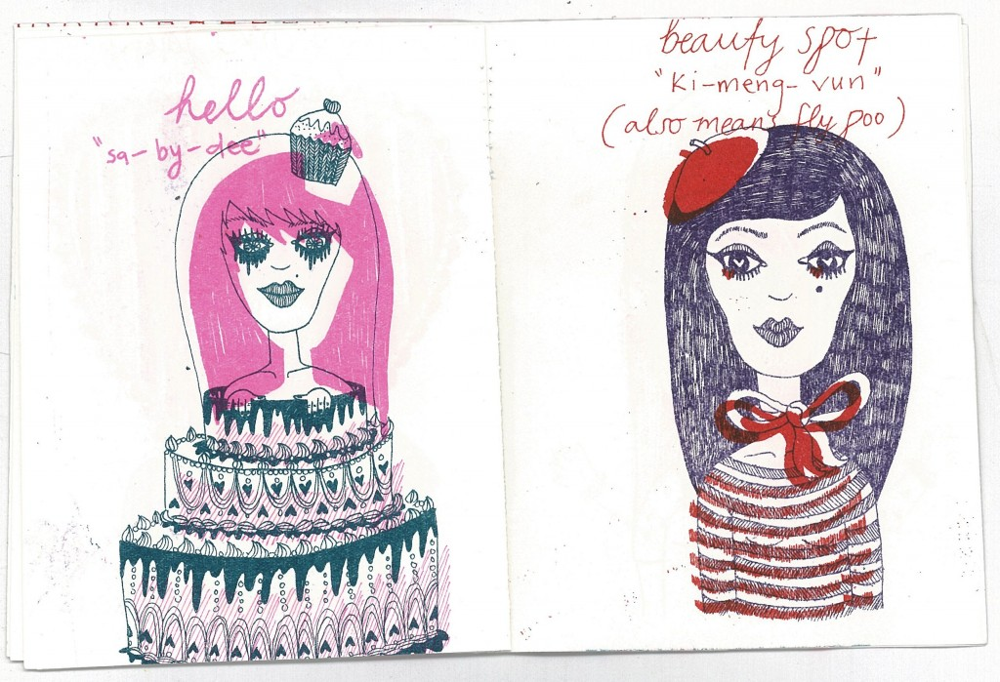 hello
"sa-by-dee"
beauty spot
"Ki-meng-vun"
(also means fly poo)